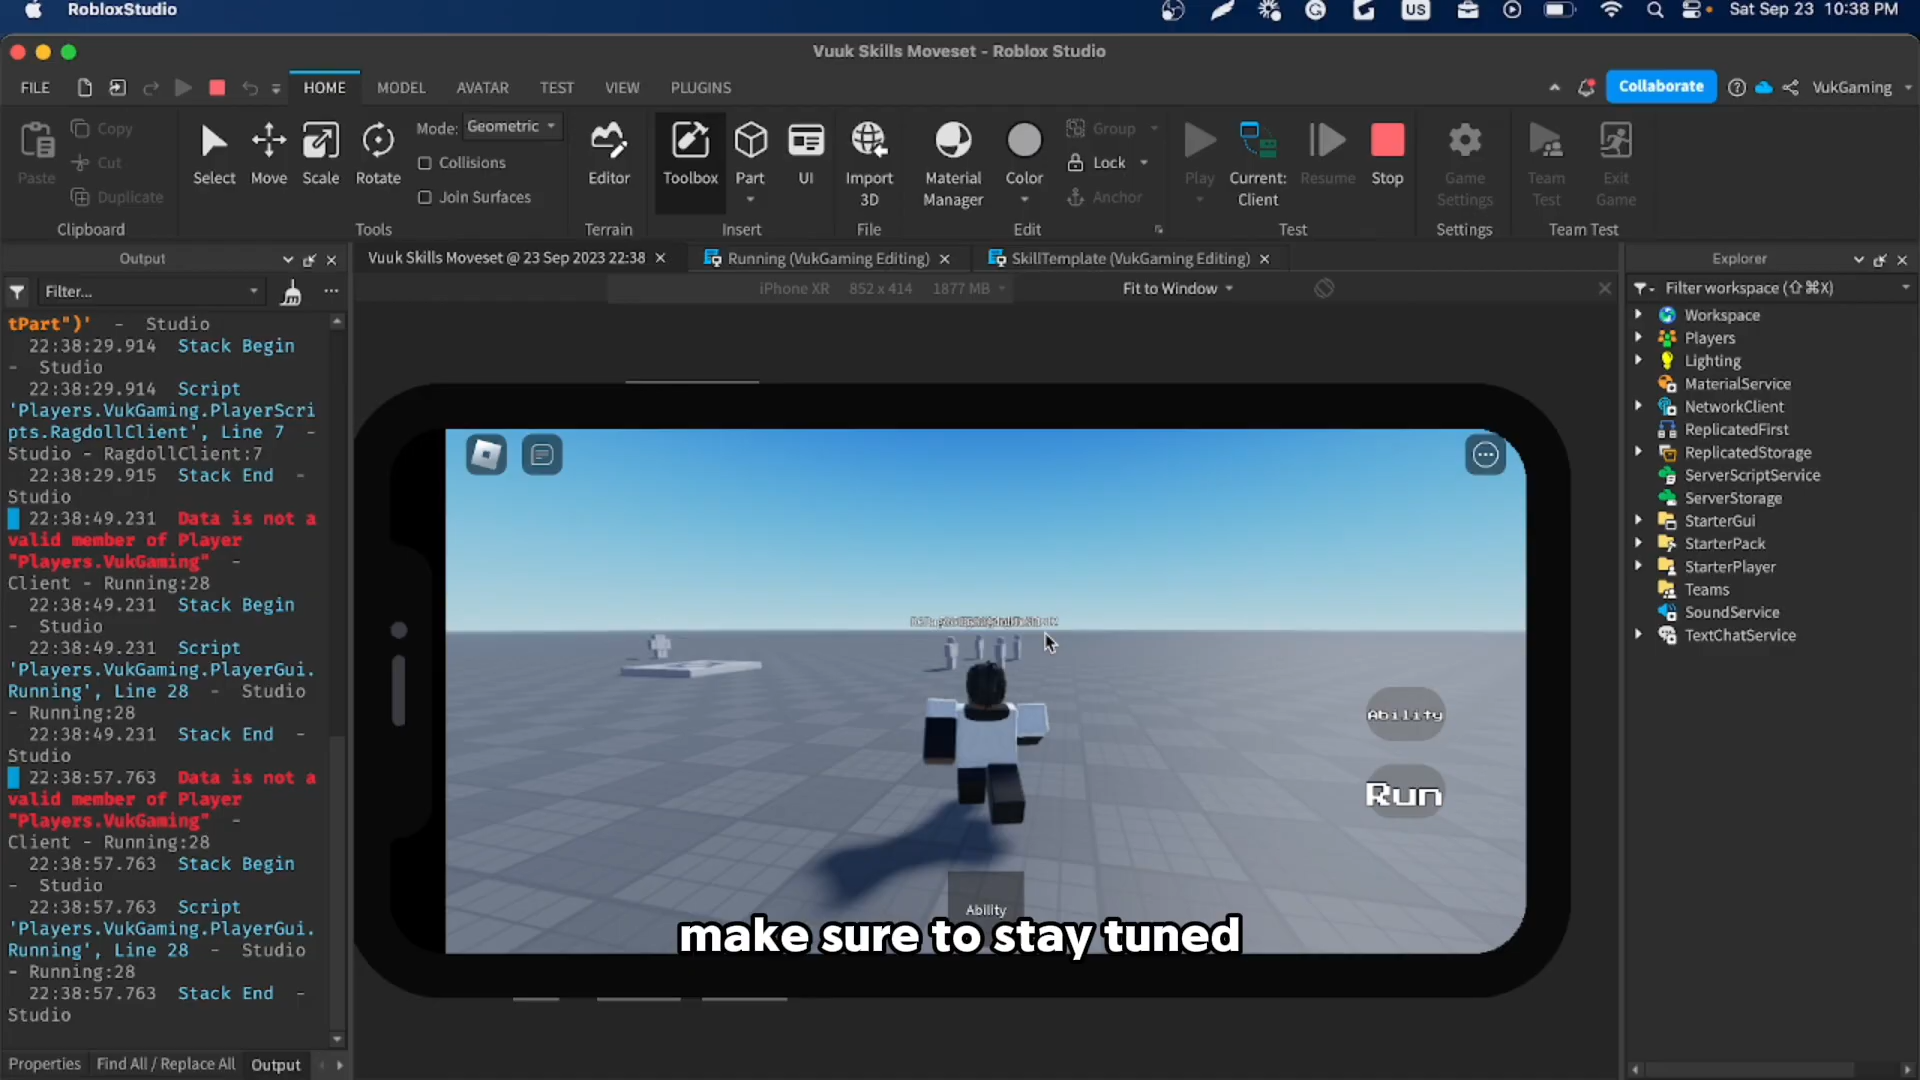 RobloxStudio
US
Sat Sep 23 10:38 PM
Vuuk Skills Moveset - Roblox Studio
FILE
HOME
MODEL
AVATAR
TEST
VIEW
PLUGINS
Collaborate
VukGaming
Paste
Copy
Cut
Duplicate
Clipboard
Select
Move
Scale
Rotate
Mode: Geometric
Collisions
Join Surfaces
Tools
Editor
Terrain
Toolbox
Part
UI
Insert
Import
3D
File
Material
Manager
Color
Group
Lock
Anchor
Edit
Play
Current:
Client
Resume
Stop
Test
Game
Settings
Settings
Team
Test
Exit
Game
Team Test
Output
Vuuk Skills Moveset @ 23 Sep 2023 22:38
Running (VukGaming Editing)
SkillTemplate (VukGaming Editing)
Explorer
Filter...
iPhone XR 852 x 414 1877 MB
Fit to Window
Filter workspace (⇧⌘X)
tPart")' - Studio
22:38:29.914 Stack Begin
- Studio
22:38:29.914 Script
'Players.VukGaming.PlayerScri
pts.RagdollClient', Line 7 -
Studio - RagdollClient:7
22:38:29.915 Stack End -
Studio
22:38:49.231 Data is not a
valid member of Player
"Players.VukGaming" -
Client - Running:28
22:38:49.231 Stack Begin
- Studio
22:38:49.231 Script
'Players.VukGaming.PlayerGui.
Running', Line 28 - Studio
- Running:28
22:38:49.231 Stack End -
Studio
22:38:57.763 Data is not a
valid member of Player
"Players.VukGaming" -
Client - Running:28
22:38:57.763 Stack Begin
- Studio
22:38:57.763 Script
'Players.VukGaming.PlayerGui.
Running', Line 28 - Studio
- Running:28
22:38:57.763 Stack End -
Studio
Properties
Find All / Replace All
Output
Ability
Run
Ability
make sure to stay tuned
Workspace
Players
Lighting
MaterialService
NetworkClient
ReplicatedFirst
ReplicatedStorage
ServerScriptService
ServerStorage
StarterGui
StarterPack
StarterPlayer
Teams
SoundService
TextChatService